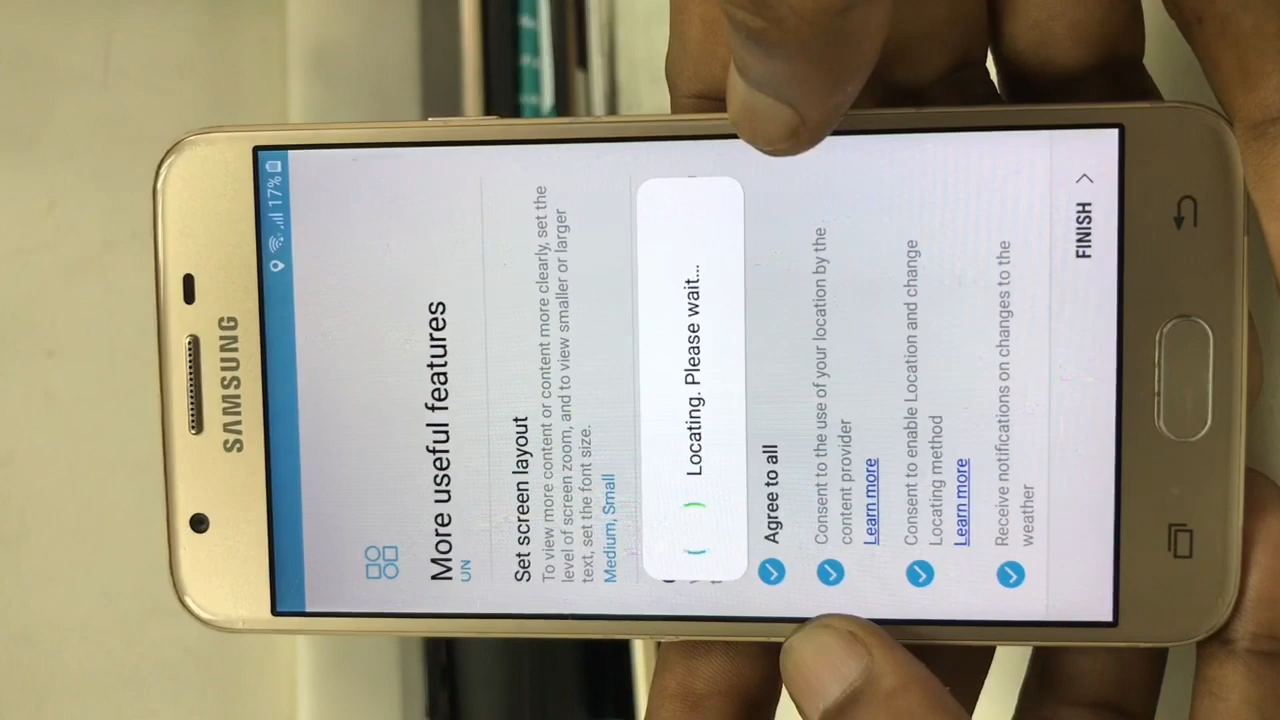 SAMSUNG
17%
More useful features
UN
Set screen layout
To view more content or content more clearly, set the
level of screen zoom, and to view smaller or larger
text, set the font size.
Medium, Small
Locating. Please wait...
Agree to all
Consent to the use of your location by the
content provider
Learn more
Consent to enable Location and change
Locating method
Learn more
Receive notifications on changes to the
weather
FINISH >